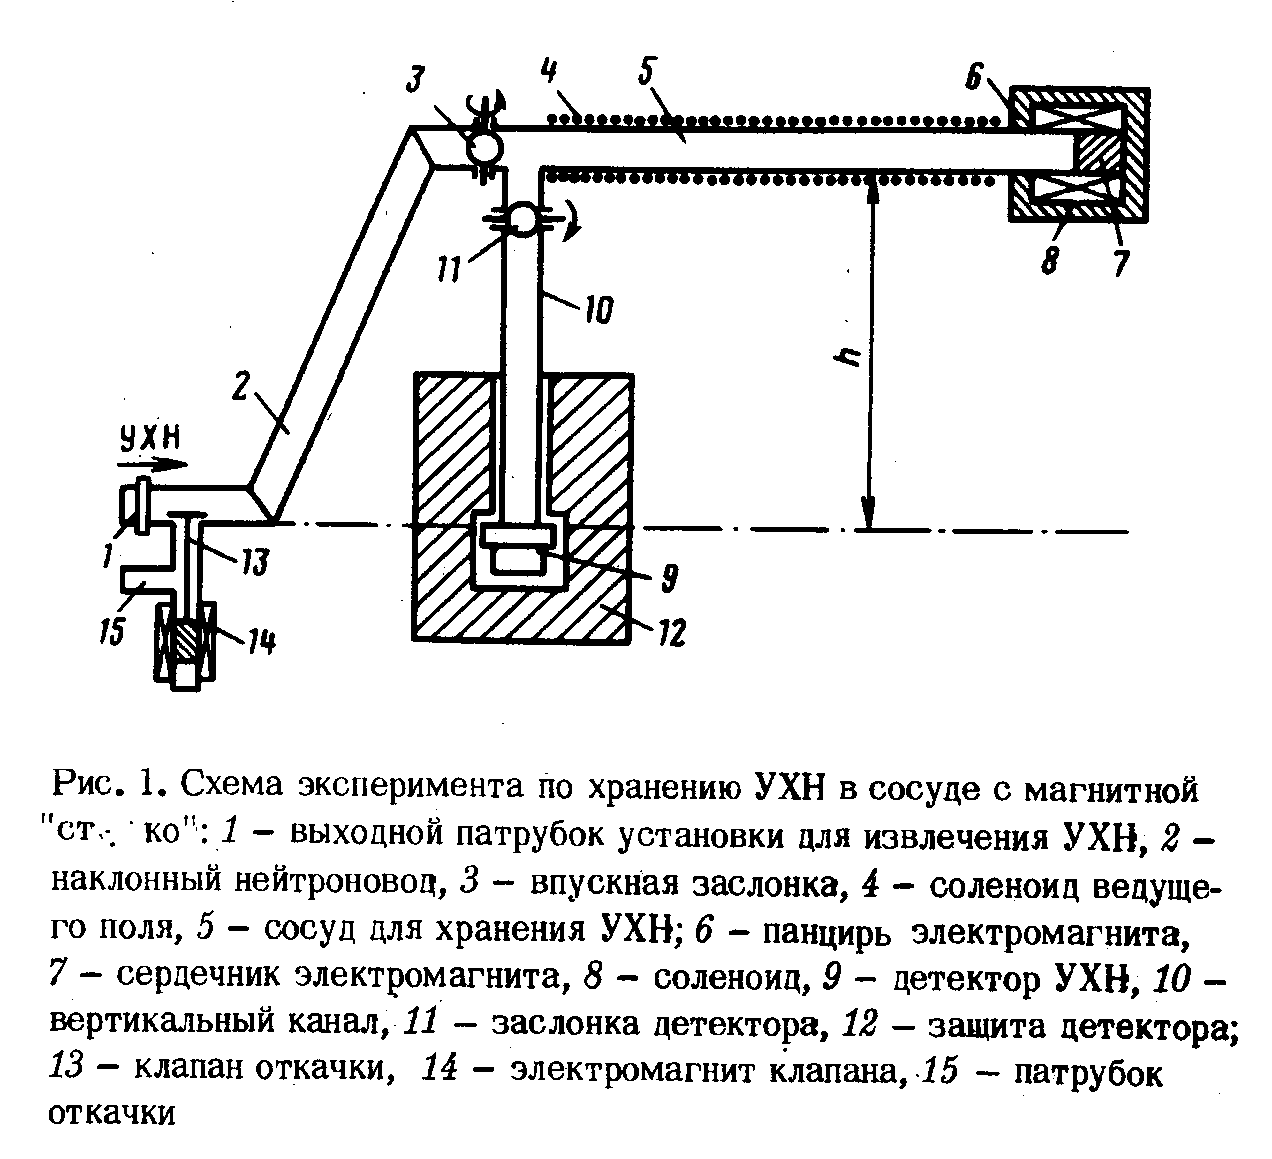 3
4
5
6
11
10
8
7
h
2
УХН
1
13
9
15
14
12
Рис. 1. Схема эксперимента по хранению УХН в сосуде с магнитной
1 – выходной патрубок установки для извлечения УХН, 2 –
наклонный нейтроновод, 3 – впускная заслонка, 4 – соленоид ведуще-
го поля, 5 – сосуд для хранения УХН; 6 – панцирь электромагнита,
7 – сердечник электромагнита, 8 – соленоид, 9 – детектор УХН, 10 –
вертикальный канал, 11 – заслонка детектора, 12 – защита детектора;
13 – клапан откачки, 14 – электромагнит клапана, 15 – патрубок
откачки